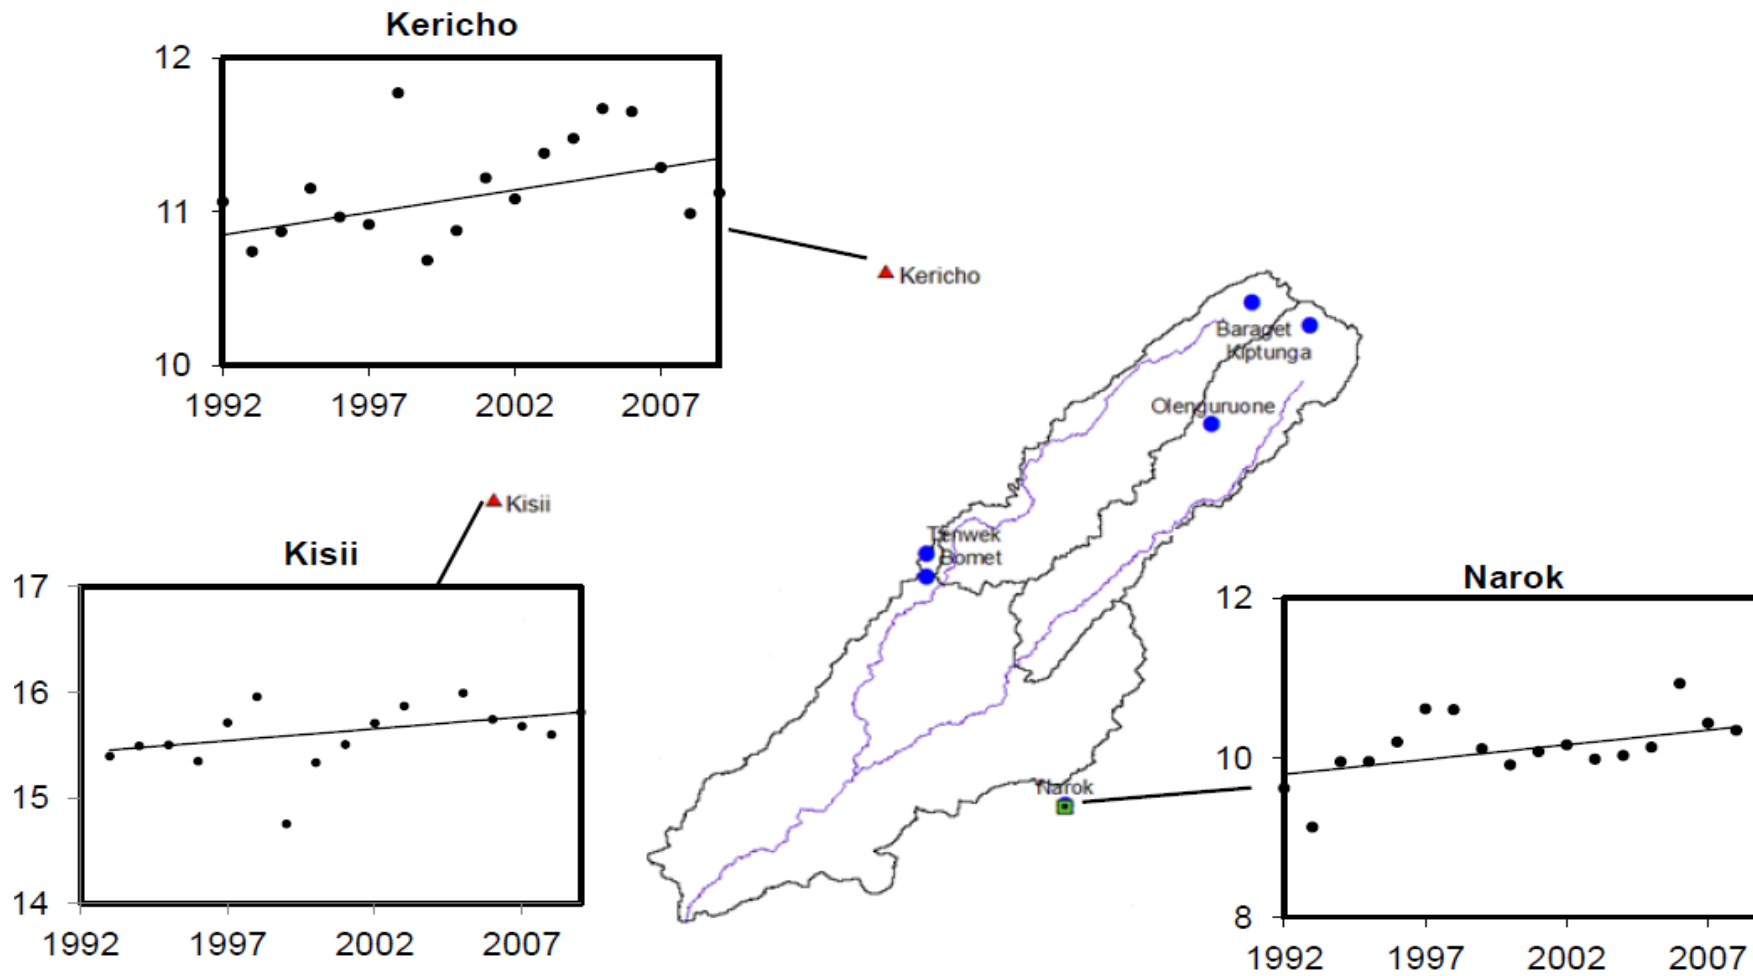 Kericho
12
11
10
1992 1997 2002 2007
Kericho
Baraget
Kiptunga
Olenguruone
Kisii
Tenwek
Bomet
Kisii
17
16
15
14
1992 1997 2002 2007
Narok
Narok
12
10
8
1992 1997 2002 2007